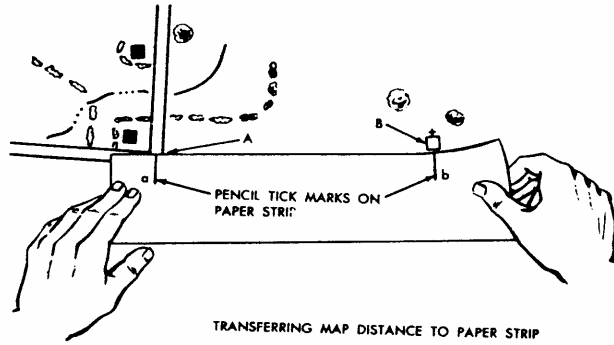 A
B
a
b
PENCIL TICK MARKS ON
PAPER STRIP
TRANSFERRING MAP DISTANCE TO PAPER STRIP